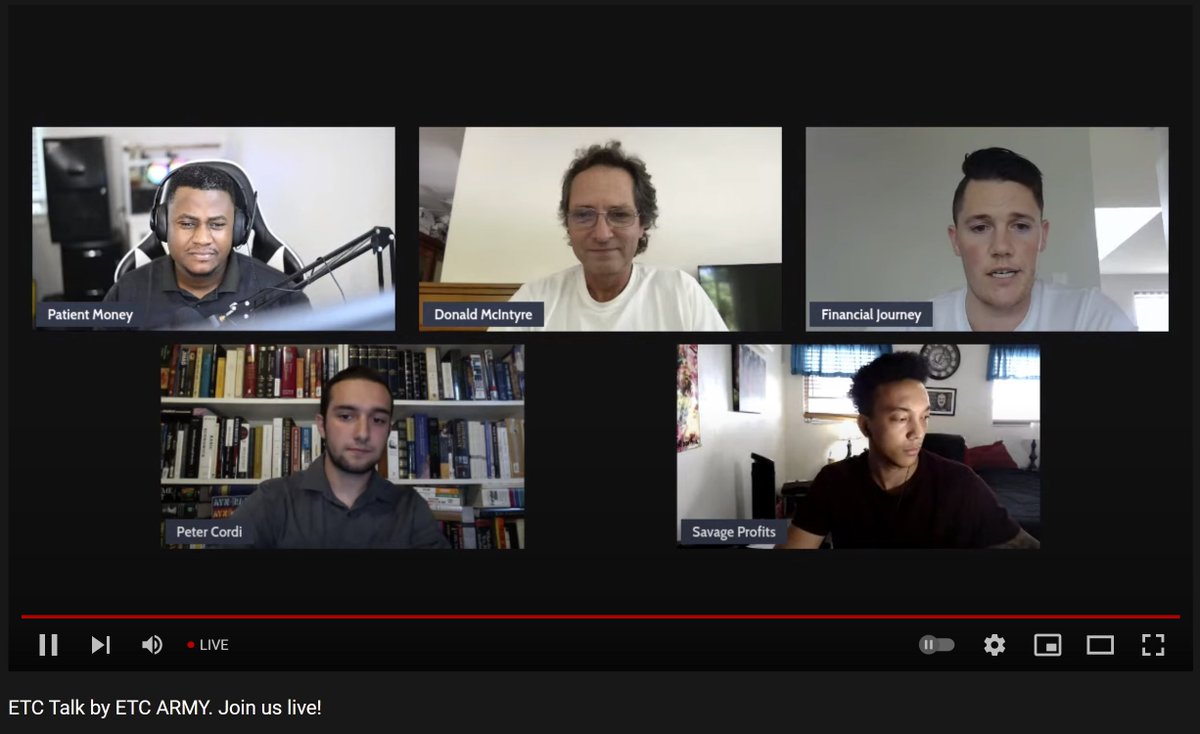 Patient Money
Donald McIntyre
Financial Journey
Peter Cordi
Savage Profits
LIVE
ETC Talk by ETC ARMY. Join us live!